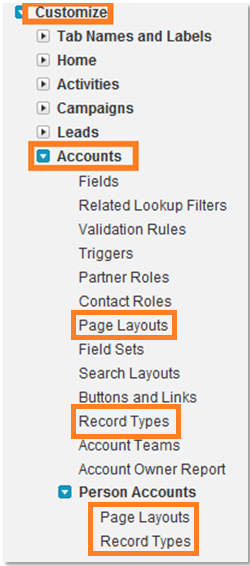 Customize
Tab Names and Labels
Home
Activities
Campaigns
Leads
Accounts
Fields
Related Lookup Filters
Validation Rules
Triggers
Partner Roles
Contact Roles
Page Layouts
Field Sets
Search Layouts
Buttons and Links
Record Types
Account Teams
Account Owner Report
Person Accounts
Page Layouts
Record Types